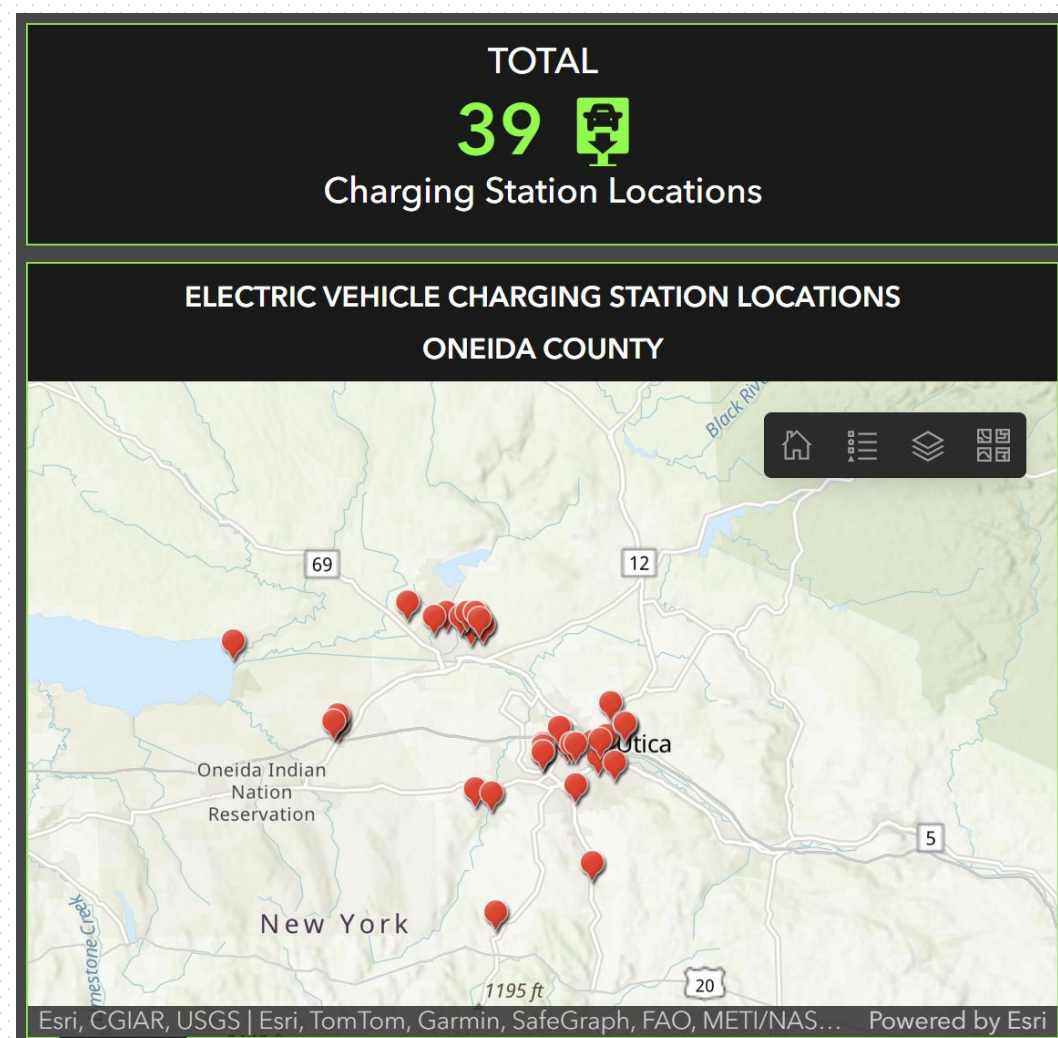 TOTAL
39
Charging Station Locations
ELECTRIC VEHICLE CHARGING STATION LOCATIONS
ONEIDA COUNTY
69
12
Utica
Oneida Indian
Nation
Reservation
5
New York
1195 ft
20
Esri, CGIAR, USGS | Esri, TomTom, Garmin, SafeGraph, FAO, METI/NAS... Powered by Esri